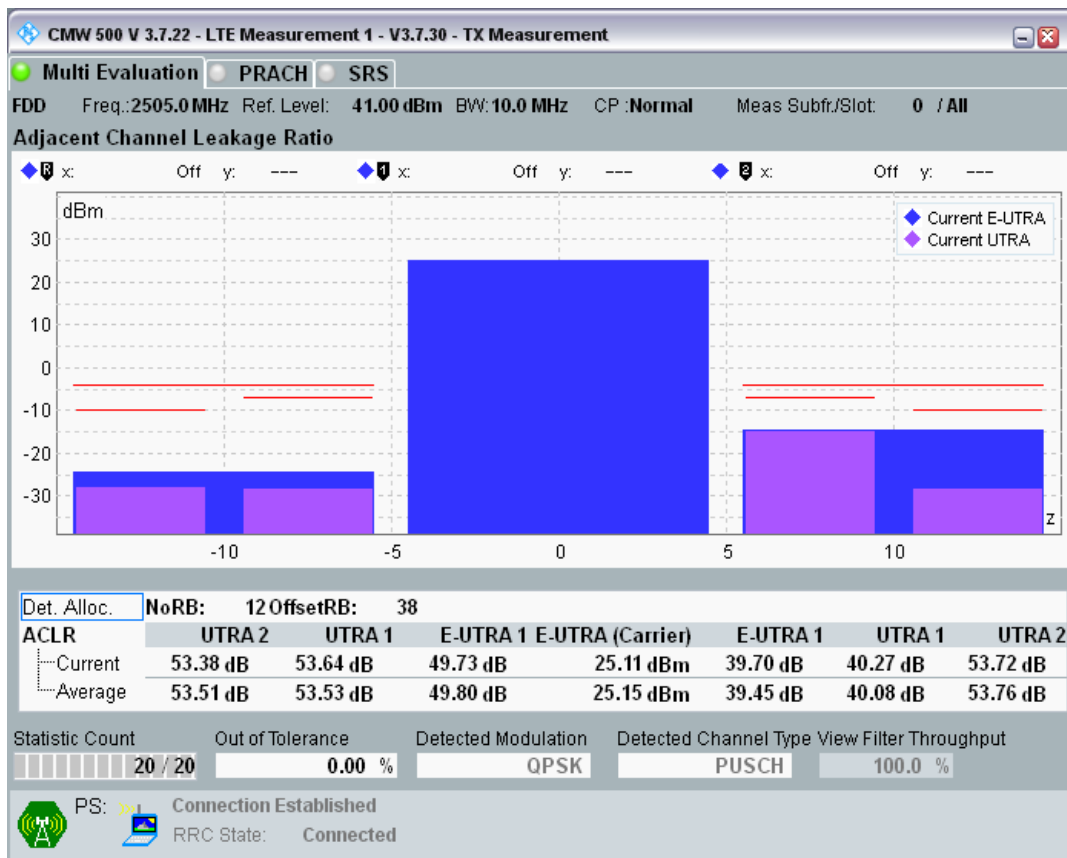 CMW 500 V 3.7.22 - LTE Measurement 1 - V3.7.30 - TX Measurement
Multi Evaluation PRACH SRS
FDD Freq.:2505.0 MHz Ref. Level: 41.00 dBm BW:10.0 MHz CP :Normal Meas Subfr./Slot: 0 / All
Adjacent Channel Leakage Ratio
R x: Off y: --- 1 x: Off y: --- 2 x: Off y: ---
dBm
Current E-UTRA
Current UTRA
30
20
10
0
-10
-20
-30
z
-10 -5 0 5 10
Det. Alloc. NoRB: 12 OffsetRB: 38
ACLR UTRA 2 UTRA 1 E-UTRA 1 E-UTRA (Carrier) E-UTRA 1 UTRA 1 UTRA 2
Current 53.38 dB 53.64 dB 49.73 dB 25.11 dBm 39.70 dB 40.27 dB 53.72 dB
Average 53.51 dB 53.53 dB 49.80 dB 25.15 dBm 39.45 dB 40.08 dB 53.76 dB
Statistic Count Out of Tolerance Detected Modulation Detected Channel Type View Filter Throughput
20 / 20 0.00 % QPSK PUSCH 100.0 %
PS: Connection Established
RRC State: Connected